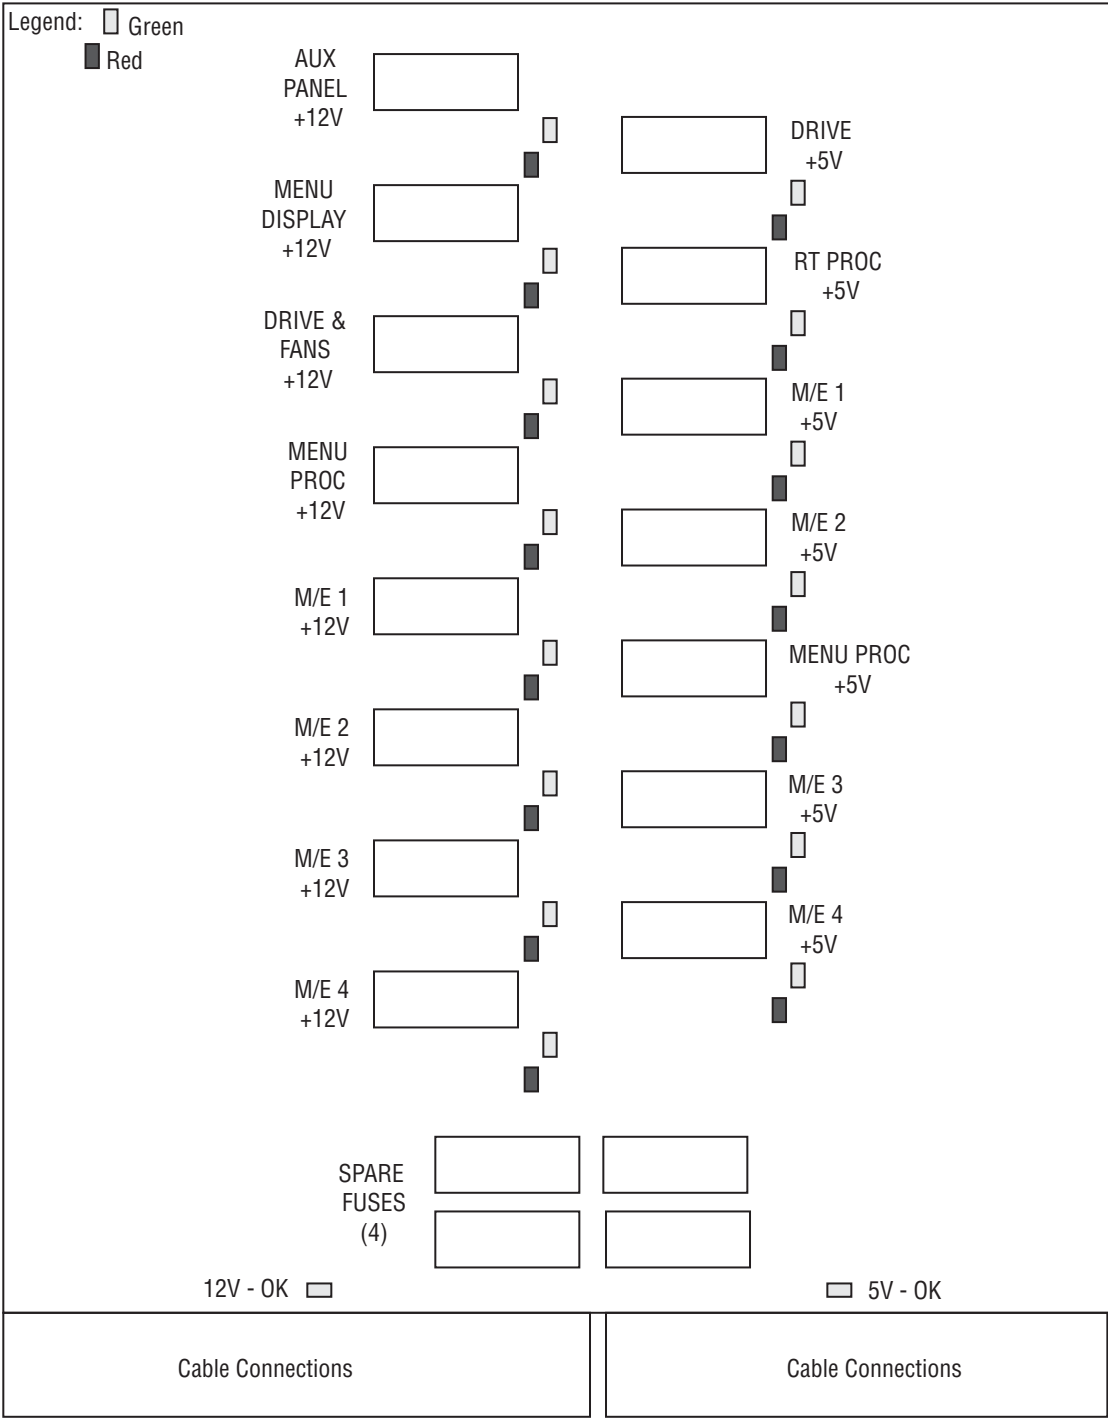 Legend: Green
Red
AUX
PANEL
+12V
MENU
DISPLAY
+12V
DRIVE &
FANS
+12V
MENU
PROC
+12V
M/E 1
+12V
M/E 2
+12V
M/E 3
+12V
M/E 4
+12V
DRIVE
+5V
RT PROC
+5V
M/E 1
+5V
M/E 2
+5V
MENU PROC
+5V
M/E 3
+5V
M/E 4
+5V
SPARE
FUSES
(4)
12V - OK
5V - OK
Cable Connections
Cable Connections